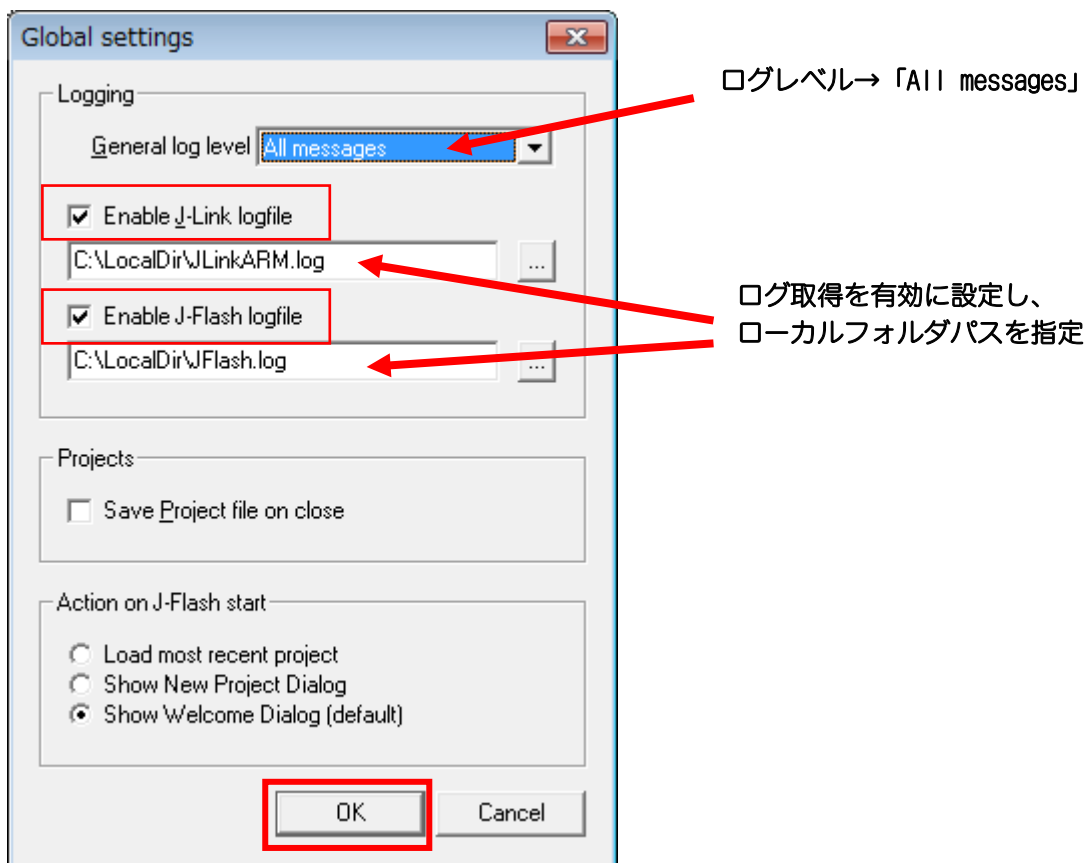 Global settings
ログレベル→「All messages」
Logging
General log level All messages
Enable J-Link logfile
C:\LocalDir\JLinkARM.log ...
ログ取得を有効に設定し、
ローカルフォルダパスを指定
Enable J-Flash logfile
C:\LocalDir\JFlash.log ...
Projects
Save Project file on close
Action on J-Flash start
Load most recent project
Show New Project Dialog
Show Welcome Dialog (default)
OK Cancel